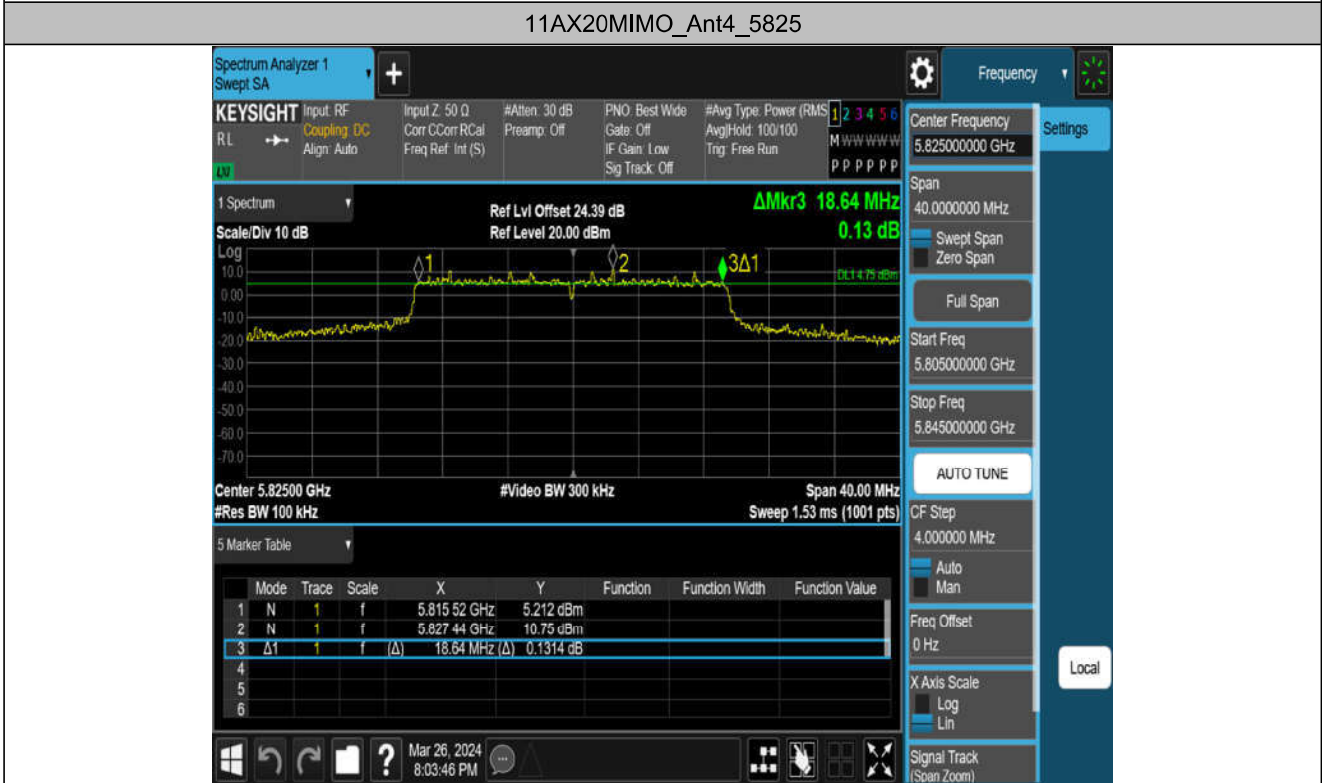 11AX20MIMO_Ant4_5825
Spectrum Analyzer 1
Swept SA
+
Frequency
KEYSIGHT
RL
LXI
Input: RF
Coupling: DC
Align: Auto
Input Z: 50 Ω
Corr CCorr RCal
Freq Ref: Int (S)
#Atten: 30 dB
Preamp: Off
PNO: Best Wide
Gate: Off
IF Gain: Low
Sig Track: Off
#Avg Type: Power (RMS
Avg|Hold: 100/100
Trig: Free Run
1 2 3 4 5 6
M W W W W W
P P P P P P
1 Spectrum
Scale/Div 10 dB
Ref Lvl Offset 24.39 dB
Ref Level 20.00 dBm
ΔMkr3 18.64 MHz
0.13 dB
Log
10.0
0.00
-10.0
-20.0
-30.0
-40.0
-50.0
-60.0
-70.0
1
2
3Δ1
DL1 4.75 dBm
Center 5.82500 GHz
#Res BW 100 kHz
#Video BW 300 kHz
Span 40.00 MHz
Sweep 1.53 ms (1001 pts)
5 Marker Table
Mode Trace Scale X Y Function Function Width Function Value
1 N 1 f 5.815 52 GHz 5.212 dBm
2 N 1 f 5.827 44 GHz 10.75 dBm
3 Δ1 1 f (Δ) 18.64 MHz (Δ) 0.1314 dB
4
5
6
?
Mar 26, 2024
8:03:46 PM
Center Frequency
5.825000000 GHz
Settings
Span
40.0000000 MHz
Swept Span
Zero Span
Full Span
Start Freq
5.805000000 GHz
Stop Freq
5.845000000 GHz
AUTO TUNE
CF Step
4.000000 MHz
Auto
Man
Freq Offset
0 Hz
Local
X Axis Scale
Log
Lin
Signal Track
(Span Zoom)